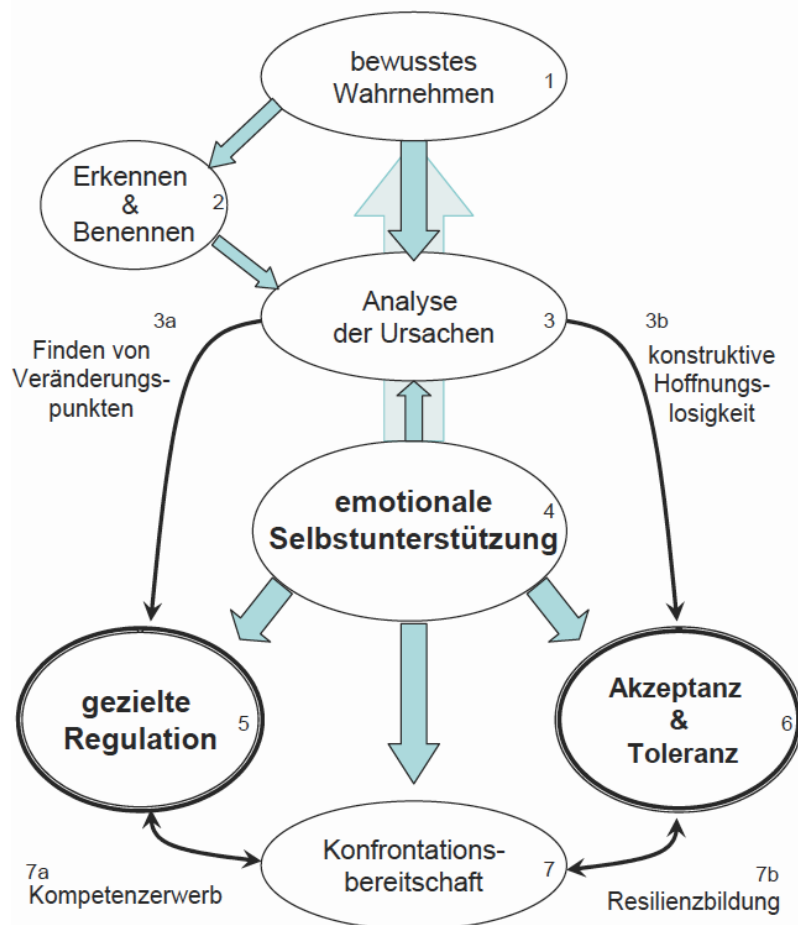 bewusstes
Wahrnehmen
1
Erkennen
&
Benennen
2
Analyse
der Ursachen
3
3a
Finden von
Veränderungs-
punkten
3b
konstruktive
Hoffnungs-
losigkeit
emotionale
Selbstunterstützung
4
gezielte
Regulation
5
Akzeptanz
&
Toleranz
6
Konfrontations-
bereitschaft
7
7a
Kompetenzerwerb
7b
Resilienzbildung